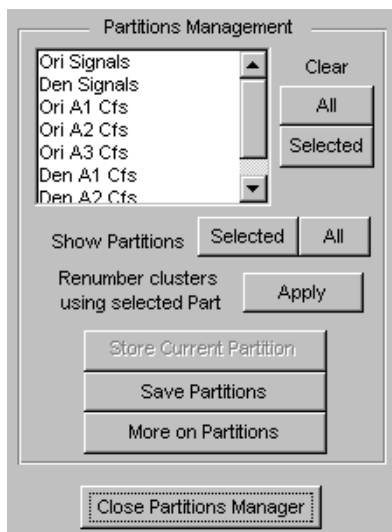 Partitions Management
Ori Signals
Den Signals
Ori A1 Cfs
Ori A2 Cfs
Ori A3 Cfs
Den A1 Cfs
Den A2 Cfs
Clear
All
Selected
Show Partitions Selected All
Renumber clusters
using selected Part
Apply
Store Current Partition
Save Partitions
More on Partitions
Close Partitions Manager